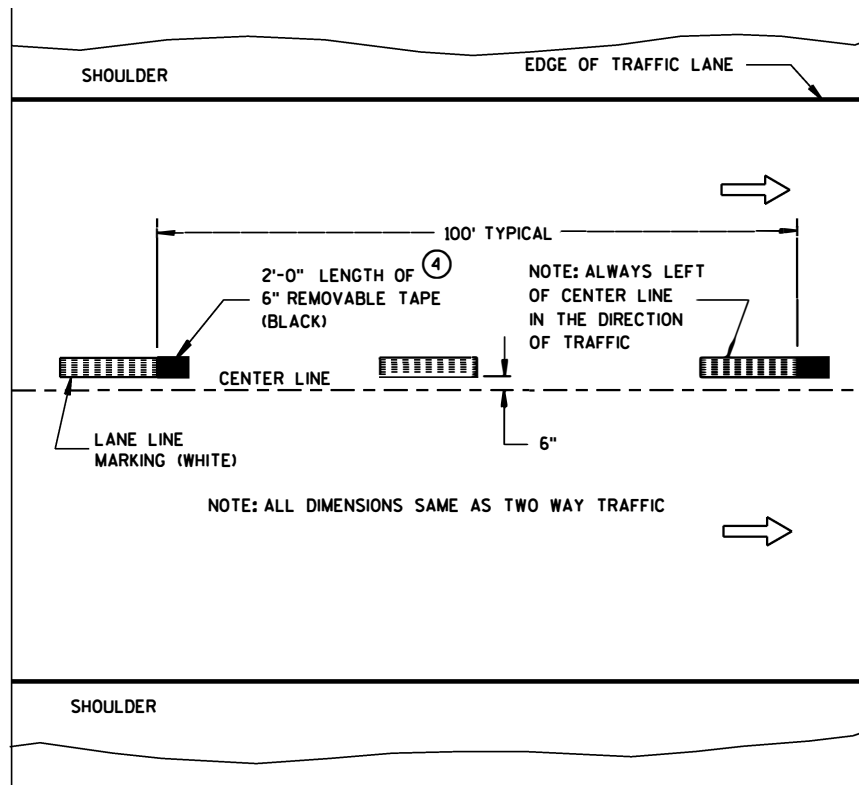 SHOULDER
EDGE OF TRAFFIC LANE
100' TYPICAL
2'-0" LENGTH OF 4
6" REMOVABLE TAPE
(BLACK)
NOTE: ALWAYS LEFT
OF CENTER LINE
IN THE DIRECTION
OF TRAFFIC
CENTER LINE
LANE LINE
MARKING (WHITE)
6"
NOTE: ALL DIMENSIONS SAME AS TWO WAY TRAFFIC
SHOULDER